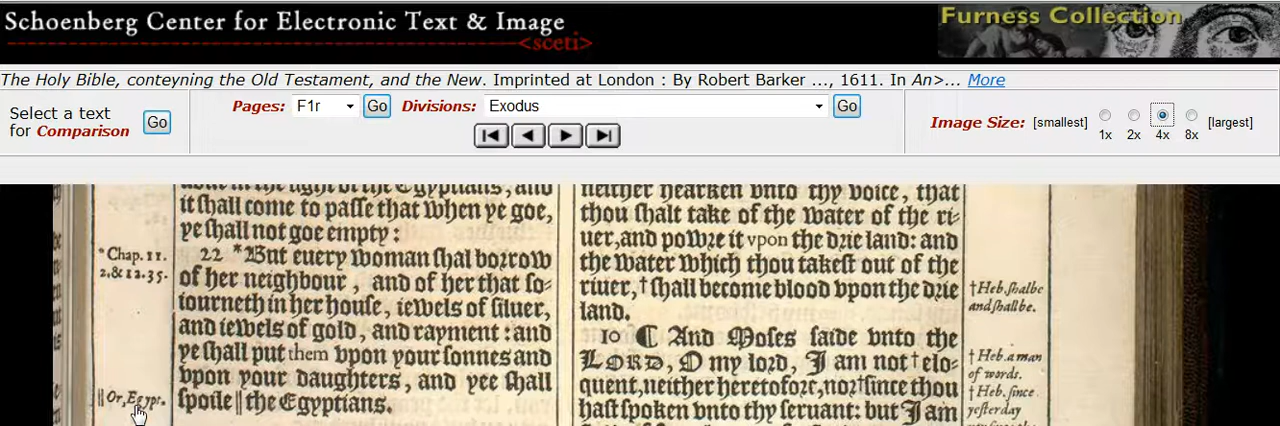 Schoenberg Center for Electronic Text & Image
<sceti>
Furness Collection
The Holy Bible, conteyning the Old Testament, and the New. Imprinted at London : By Robert Barker ..., 1611. In An>... More
Select a text
for Comparison
Go
Pages: F1r Go Divisions: Exodus Go
Image Size: [smallest] 1x 2x 4x 8x [largest]
it ſhall come to paſſe that when ye goe,
ye ſhall not goe empty:
22 *But euery woman ſhal borrow
of her neighbour, and of her that ſo-
iourneth in her houſe, iewels of ſiluer,
and iewels of gold, and rayment: and
ye ſhall put them vpon your ſonnes and
vpon your daughters, and yee ſhall
ſpoile ‖ the Egyptians.
*Chap. 11.
2. & 12. 35.
‖ Or, Egypt.
neither hearken vnto thy voice, that
thou ſhalt take of the water of the ri-
uer, and powre it vpon the drie land: and
the water which thou takeſt out of the
riuer, † ſhall become blood vpon the drie
land.
10 ¶ And Moſes ſaide vnto the
LORD, O my lord, I am not † elo-
quent, neither heretofore, nor † ſince thou
haſt ſpoken vnto thy ſeruant: but I am
† Heb. ſhalbe
and ſhalbe.
† Heb. a man
of words.
† Heb. ſince
yeſterday